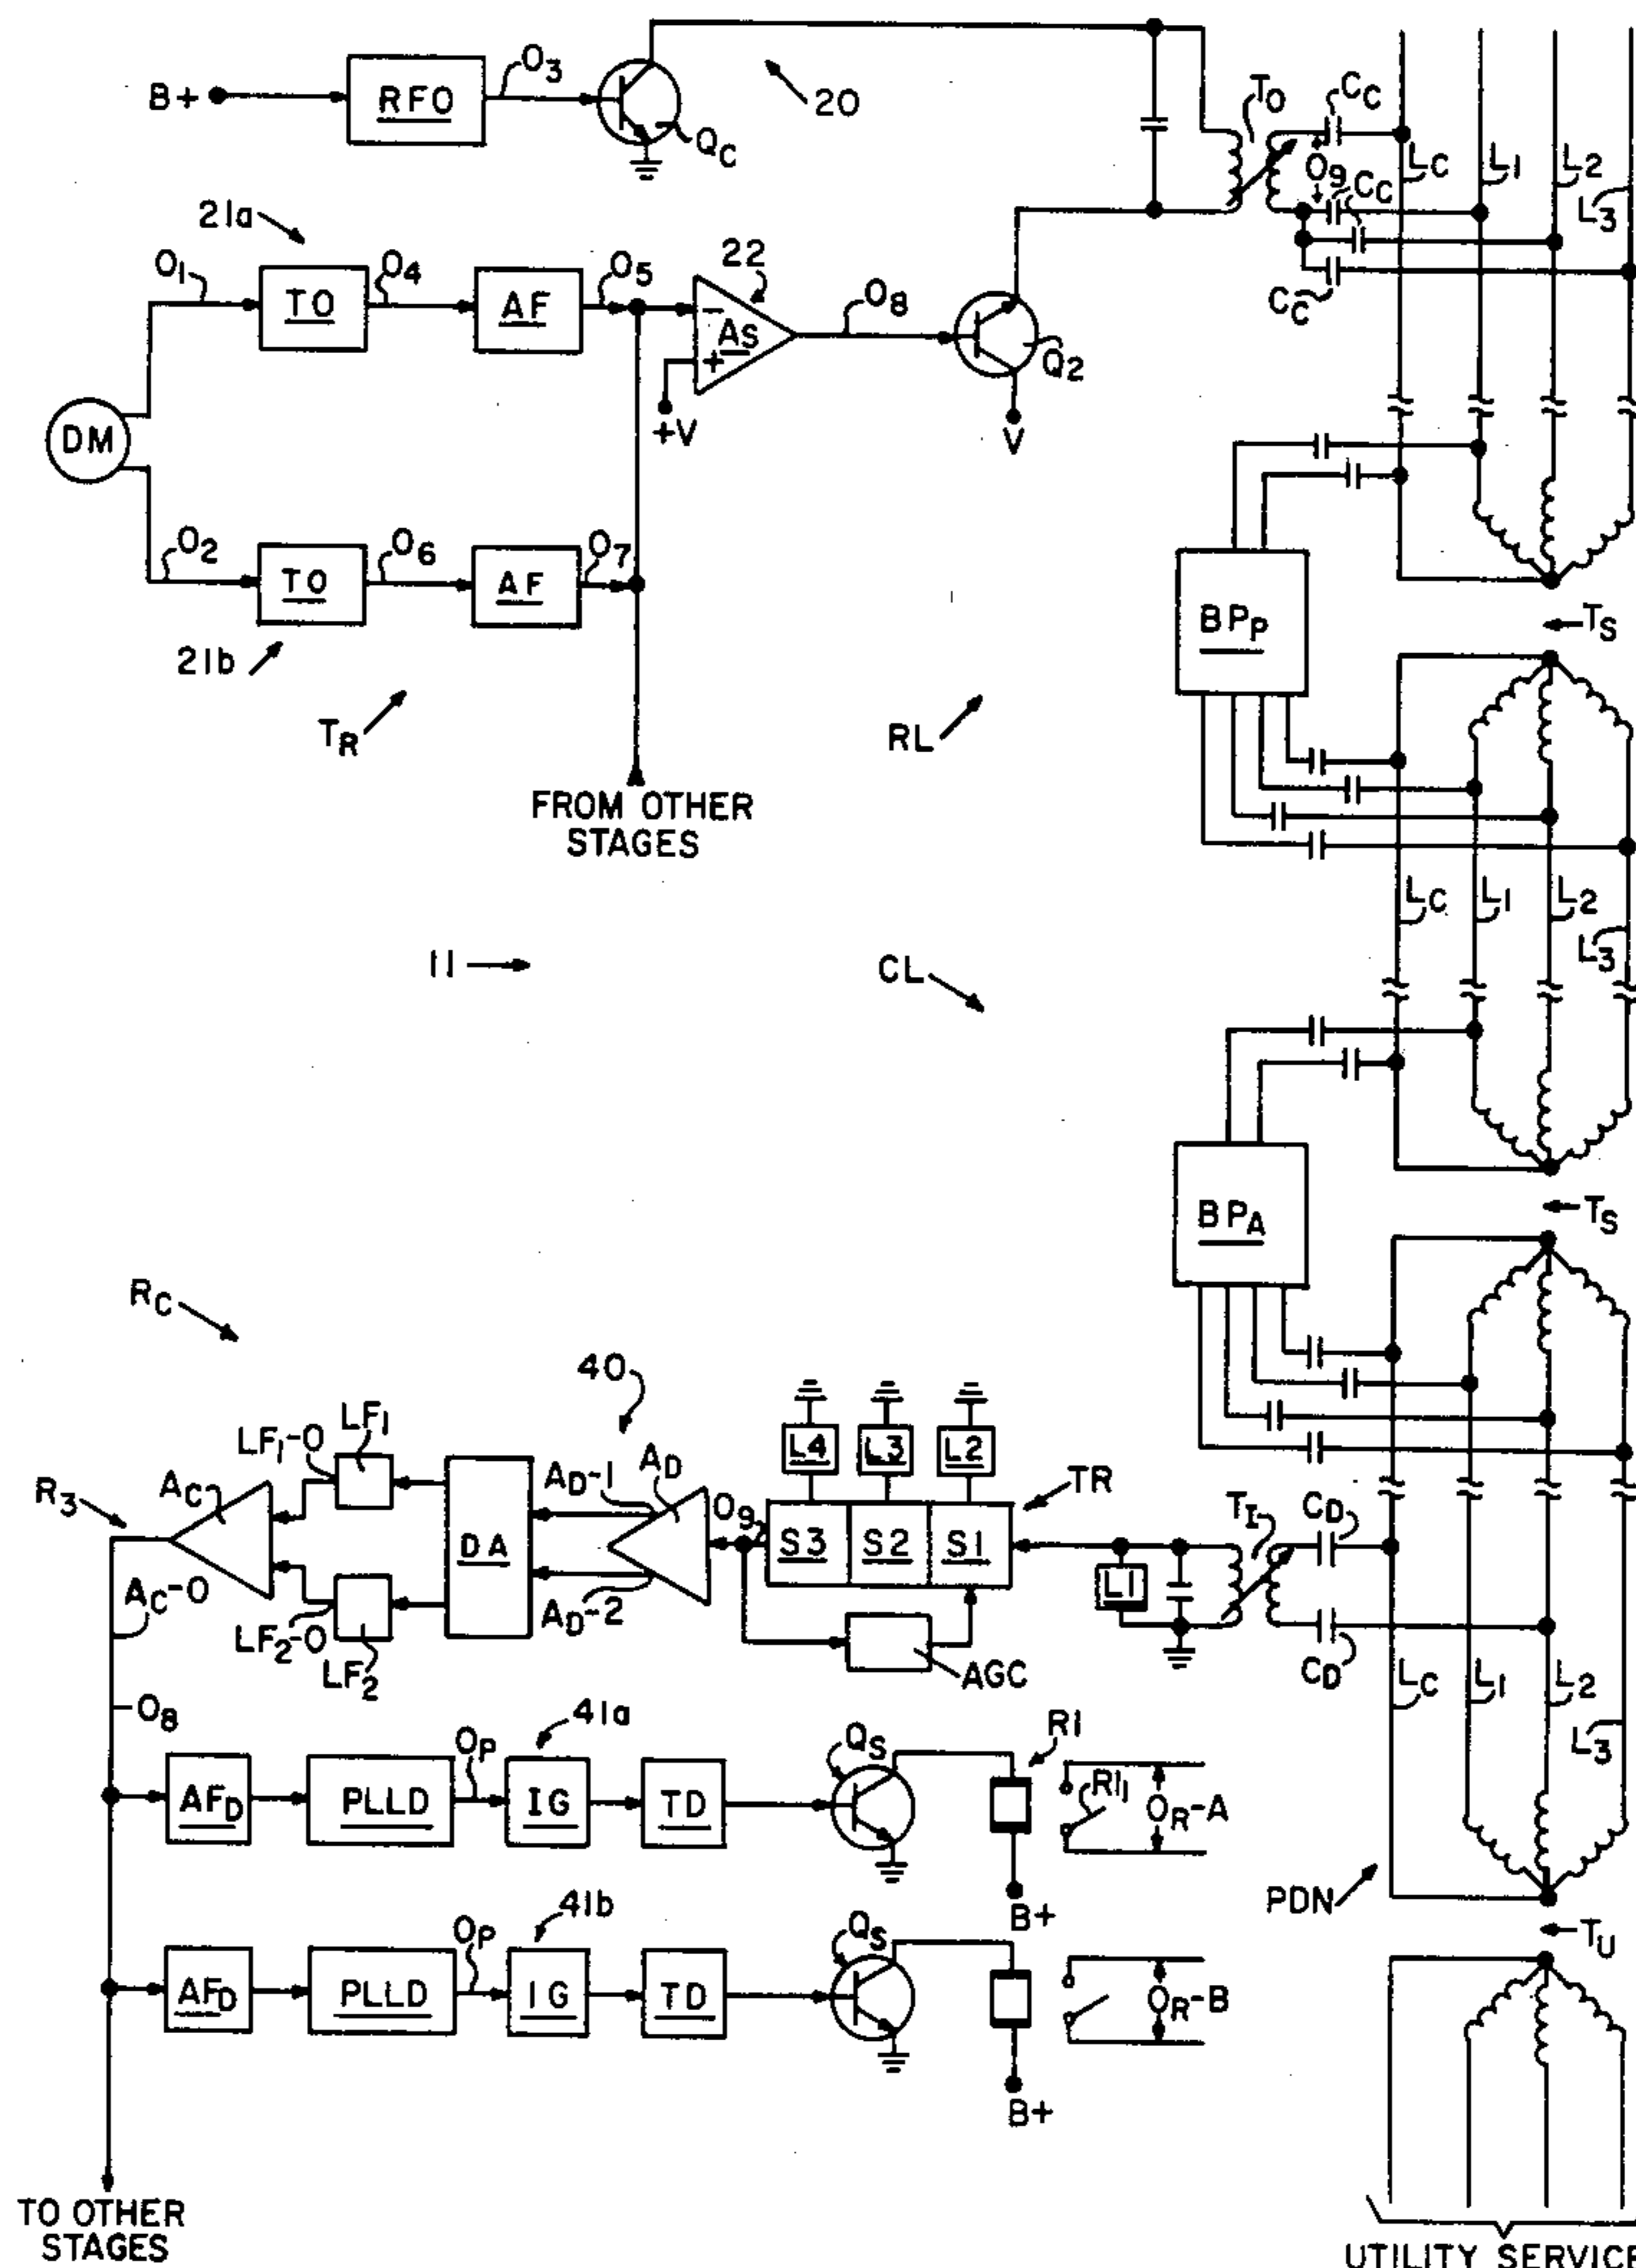 B+
RFO
O3
QC
20
TO
CC
O9
CC
CC
LC
L1
L2
L3
21a
O1
TO
O4
AF
O5
22
-
AS
+
+V
O8
Q2
V
DM
O2
TO
O6
AF
O7
21b
TR
FROM OTHER
STAGES
RL
BPP
TS
LC
L1
L2
L3
11
CL
BPA
TS
RC
40
LF1-O
LF1
AC
R3
AC-O
LF2-O
LF2
DA
AD-1
AD
AD-2
O9
L4
L3
L2
S3
S2
S1
TR
AGC
L1
TI
CD
CD
LC
L1
L2
L3
O8
AFD
PLLD
OP
41a
IG
TD
QS
R1
R11
OR-A
B+
PDN
AFD
PLLD
OP
41b
IG
TD
QS
OR-B
B+
TU
TO OTHER
STAGES
UTILITY SERVICE